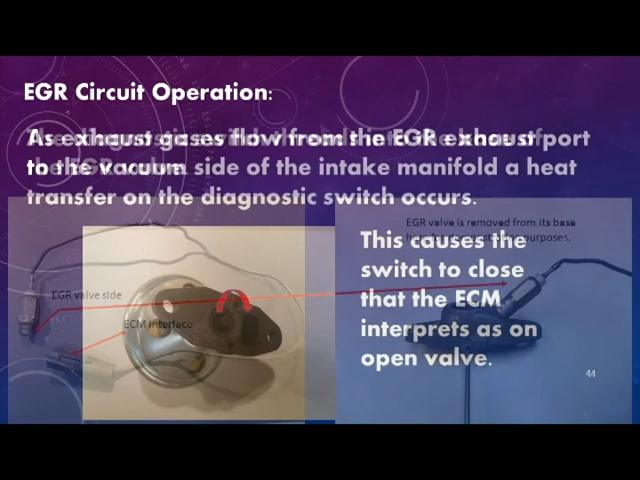 EGR Circuit Operation:
As exhaust gases flow from the EGR exhaust port
to the vacuum side of the intake manifold a heat
transfer on the diagnostic switch occurs.
EGR valve is removed from its base
purposes.
This causes the
switch to close
that the ECM
interprets as on
open valve.
EGR valve side
ECM interface
44